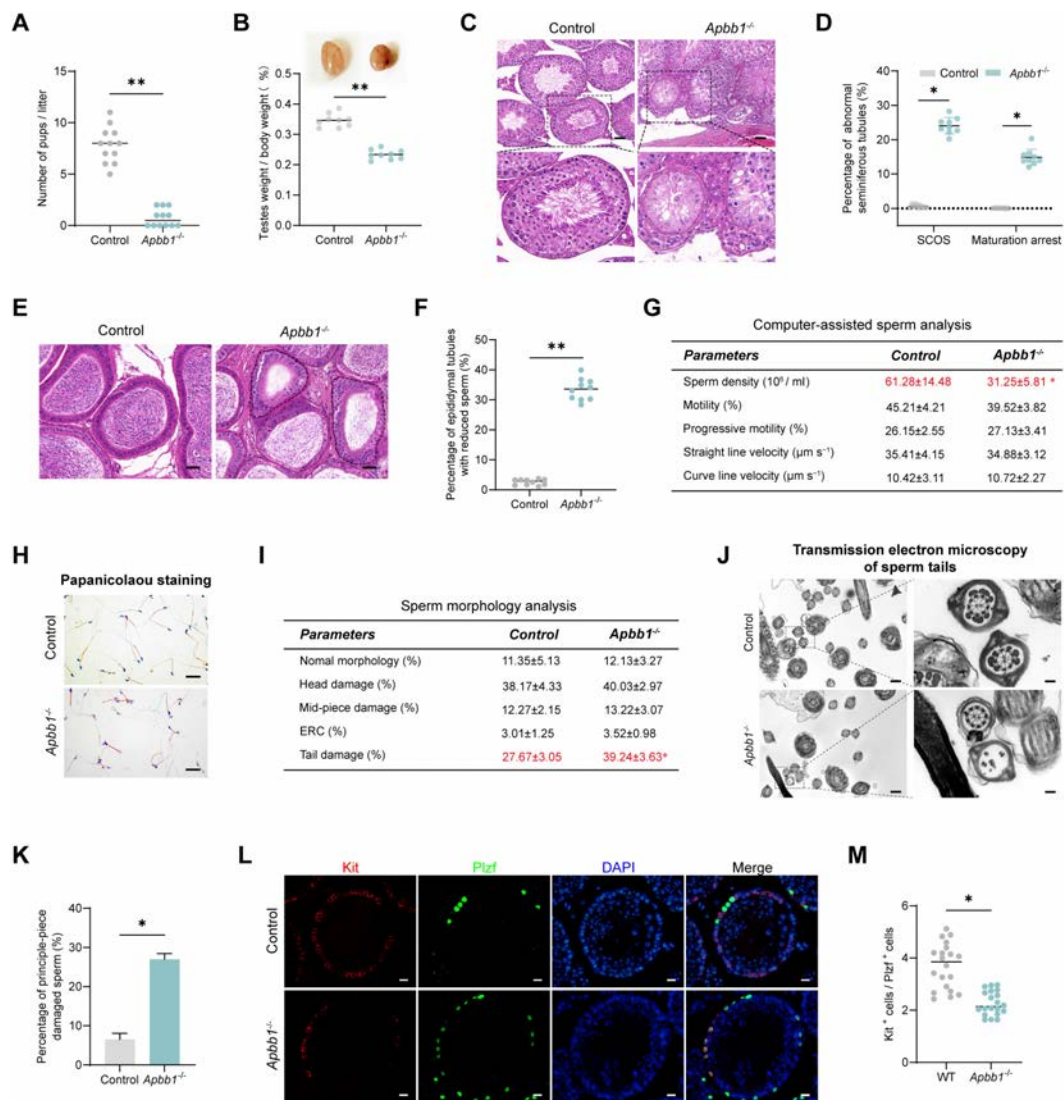 A
Number of pups / litter
15
10
5
0
**
Control
Apbb1-/-
B
Testes weight / body weight ( %)
0.5
0.4
0.3
0.2
0.1
0.0
**
Control
Apbb1-/-
C
Control
Apbb1-/-
D
Control
Apbb1-/-
Percentage of abnormal
seminiferous tubules (%)
40
30
20
10
0
*
*
SCOS
Maturation arrest
E
Control
Apbb1-/-
F
Percentage of epididymal tubules
with reduced sperm (%)
50
40
30
20
10
0
**
Control
Apbb1-/-
G
Computer-assisted sperm analysis
Parameters Control Apbb1-/-
Sperm density (10⁶ / ml) 61.28±14.48 31.25±5.81 *
Motility (%) 45.21±4.21 39.52±3.82
Progressive motility (%) 26.15±2.55 27.13±3.41
Straight line velocity (μm s⁻¹) 35.41±4.15 34.88±3.12
Curve line velocity (μm s⁻¹) 10.42±3.11 10.72±2.27
H
Papanicolaou staining
Control
Apbb1-/-
I
Sperm morphology analysis
Parameters Control Apbb1-/-
Nomal morphology (%) 11.35±5.13 12.13±3.27
Head damage (%) 38.17±4.33 40.03±2.97
Mid-piece damage (%) 12.27±2.15 13.22±3.07
ERC (%) 3.01±1.25 3.52±0.98
Tail damage (%) 27.67±3.05 39.24±3.63*
J
Transmission electron microscopy
of sperm tails
Control
Apbb1-/-
K
Percentage of principle-piece
damaged sperm (%)
40
30
20
10
0
*
Control
Apbb1-/-
L
Kit
Plzf
DAPI
Merge
Control
Apbb1-/-
M
Kit + cells / Plzf + cells
6
4
2
0
*
WT
Apbb1-/-